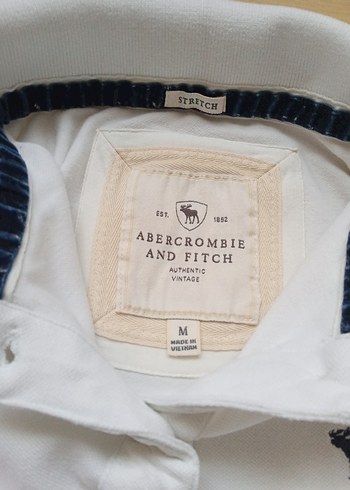 STRETCH
EST. 1892
ABERCROMBIE
AND FITCH
AUTHENTIC
VINTAGE
M
MADE IN
VIETNAM